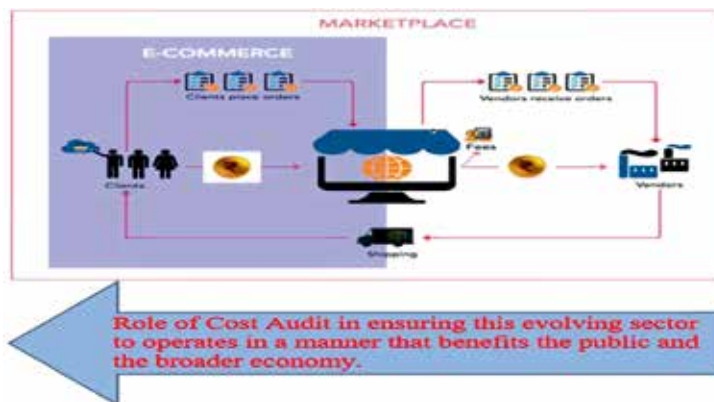 MARKETPLACE
E-COMMERCE
Clients place orders
Vendors receive orders
Fees
Clients
Vendors
Shipping
Role of Cost Audit in ensuring this evolving sector
to operates in a manner that benefits the public and
the broader economy.